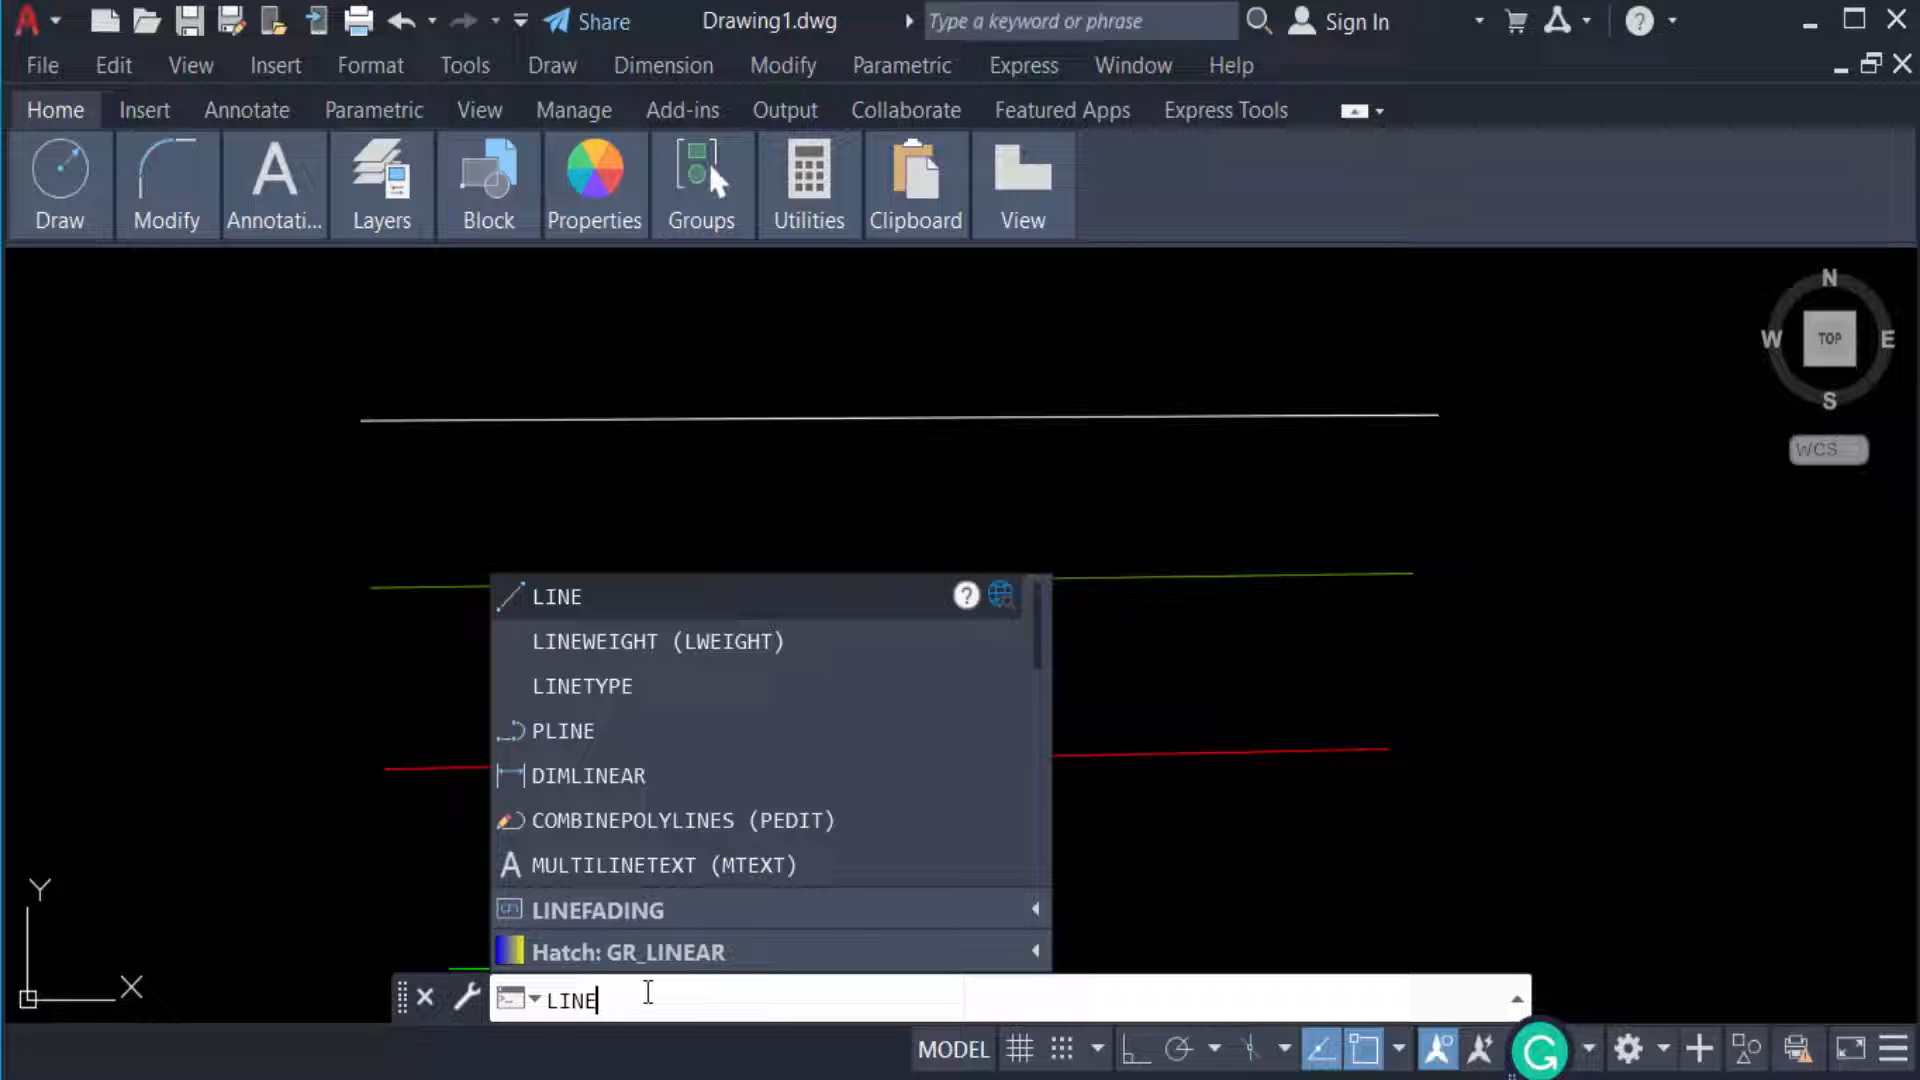 Share
Drawing1.dwg
Type a keyword or phrase
Sign In
File Edit View Insert Format Tools Draw Dimension Modify Parametric Express Window Help
Home Insert Annotate Parametric View Manage Add-ins Output Collaborate Featured Apps Express Tools
Draw Modify Annotati... Layers Block Properties Groups Utilities Clipboard View
N
W TOP E
S
WCS
LINE
LINEWEIGHT (LWEIGHT)
LINETYPE
PLINE
DIMLINEAR
COMBINEPOLYLINES (PEDIT)
MULTILINETEXT (MTEXT)
LINEFADING
Hatch: GR_LINEAR
Y
X
LINE
MODEL